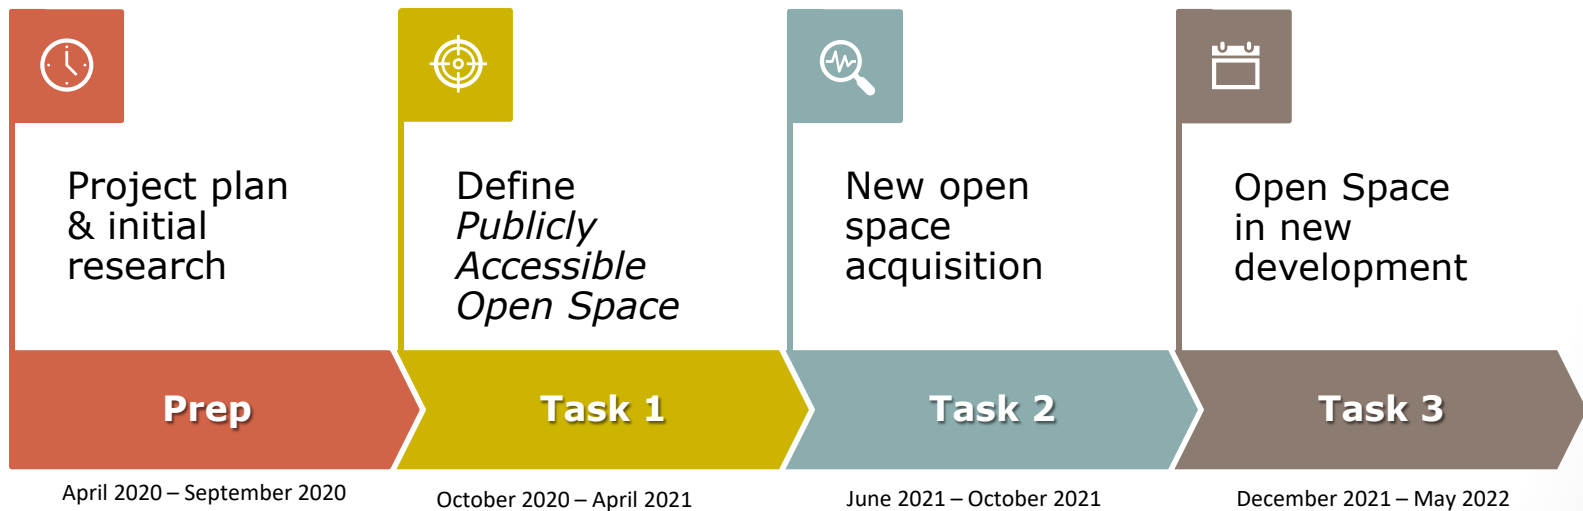 Project plan
& initial
research
Define
Publicly
Accessible
Open Space
New open
space
acquisition
Open Space
in new
development
Prep
Task 1
Task 2
Task 3
April 2020 – September 2020
October 2020 – April 2021
June 2021 – October 2021
December 2021 – May 2022